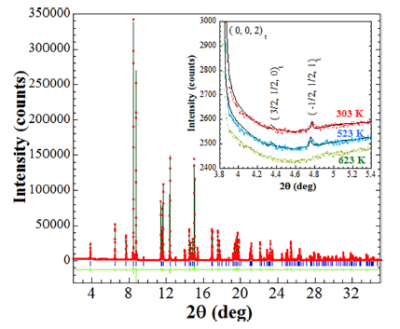 350000
300000
250000
200000
150000
100000
50000
0
Intensity (counts)
4 8 12 16 20 24 28 32
2θ (deg)
3000
2900
2800
2700
2600
2500
2400
Intensity (counts)
3.8 4 4.2 4.4 4.6 4.8 5 5.2 5.4
2θ (deg)
( 0, 0, 2)t
( 3/2, 1/2, 0)t
( -1/2, 1/2, 1)t
303 K
523 K
623 K